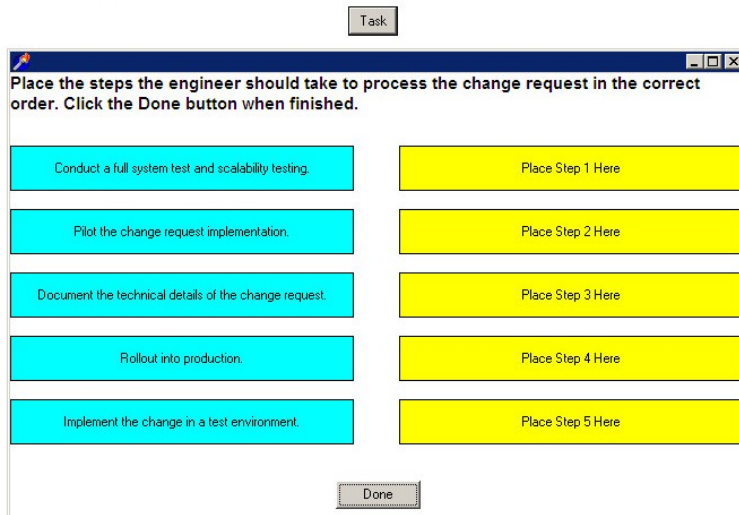 Task
Place the steps the engineer should take to process the change request in the correct
order. Click the Done button when finished.
Conduct a full system test and scalability testing.
Place Step 1 Here
Pilot the change request implementation.
Place Step 2 Here
Document the technical details of the change request.
Place Step 3 Here
Rollout into production.
Place Step 4 Here
Implement the change in a test environment.
Place Step 5 Here
Done